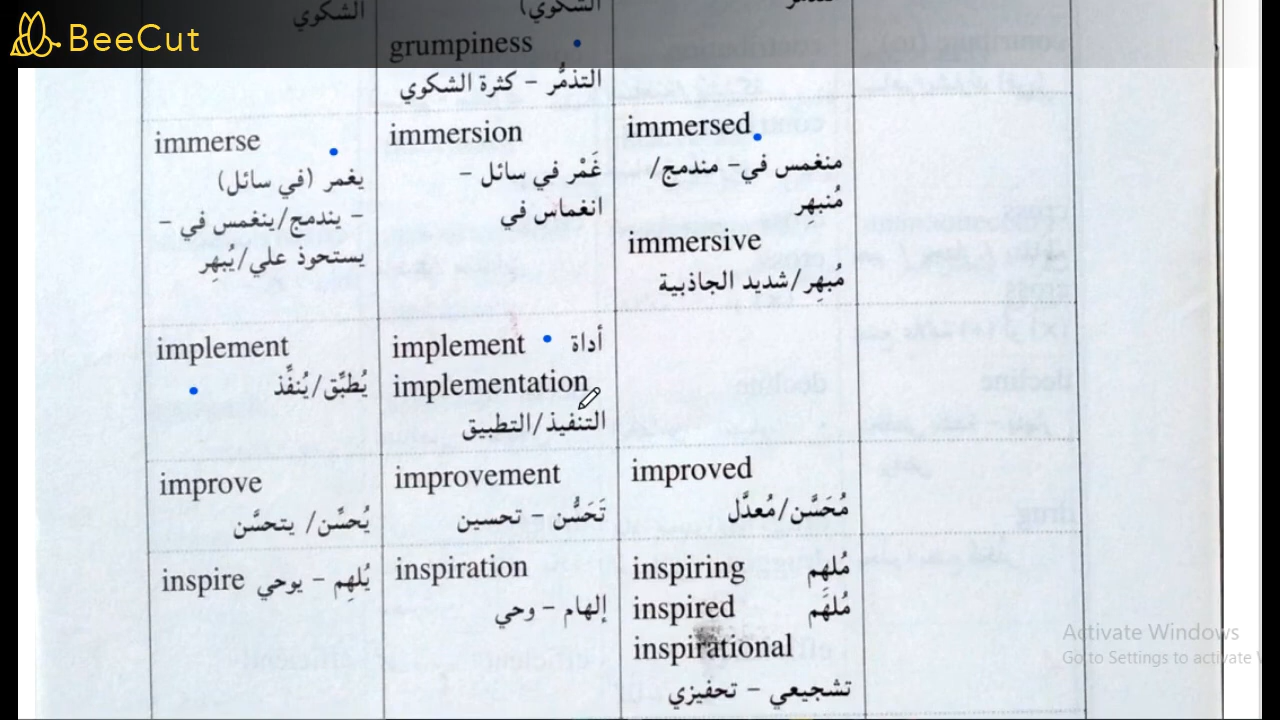 BeeCut
الشكوي
الشكوي)
grumpiness
التذمُّر – كثرة الشكوي
immerse
يغمر (في سائل)
– يندمج/ينغمس في –
يستحوذ علي/يبهِر
immersion
غَمْر في سائل –
انغماس في
immersed
منغمس في– مندمج/
مُنبهِر
immersive
مُبهِر/شديد الجاذبية
implement
يُطبِّق/يُنفِّذ
implement أداة
implementation
التنفيذ/التطبيق
improve
يُحسِّن/ يتحسَّن
improvement
تَحَسُّن – تحسين
improved
مُحَسَّن/مُعدَّل
inspire يُلهِم – يوحي
inspiration
إلهام – وحي
inspiring مُلهِم
inspired مُلهَم
inspirational
تشجيعي – تحفيزي
Activate Windows
Go to Settings to activate